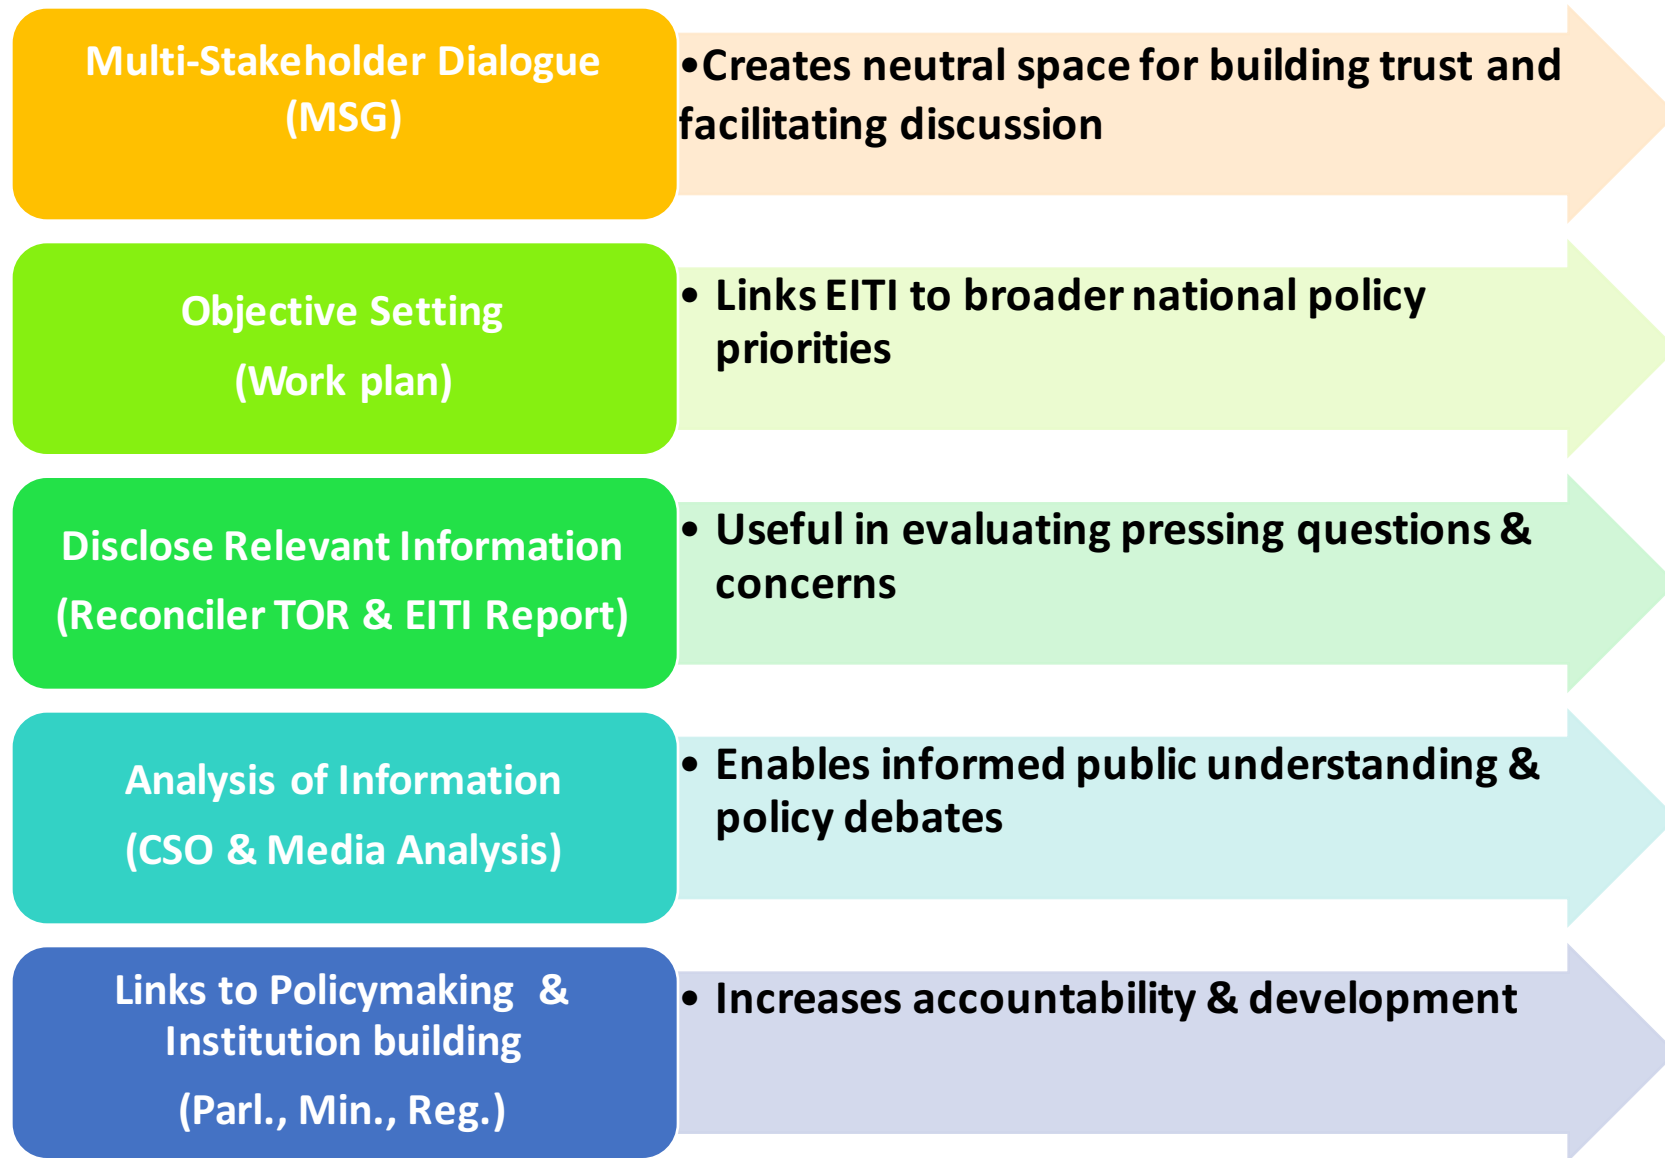 Multi-Stakeholder Dialogue
(MSG)
•Creates neutral space for building trust and
facilitating discussion
Objective Setting
(Work plan)
• Links EITI to broader national policy
priorities
Disclose Relevant Information
(Reconciler TOR & EITI Report)
• Useful in evaluating pressing questions &
concerns
Analysis of Information
(CSO & Media Analysis)
• Enables informed public understanding &
policy debates
Links to Policymaking &
Institution building
(Parl., Min., Reg.)
• Increases accountability & development